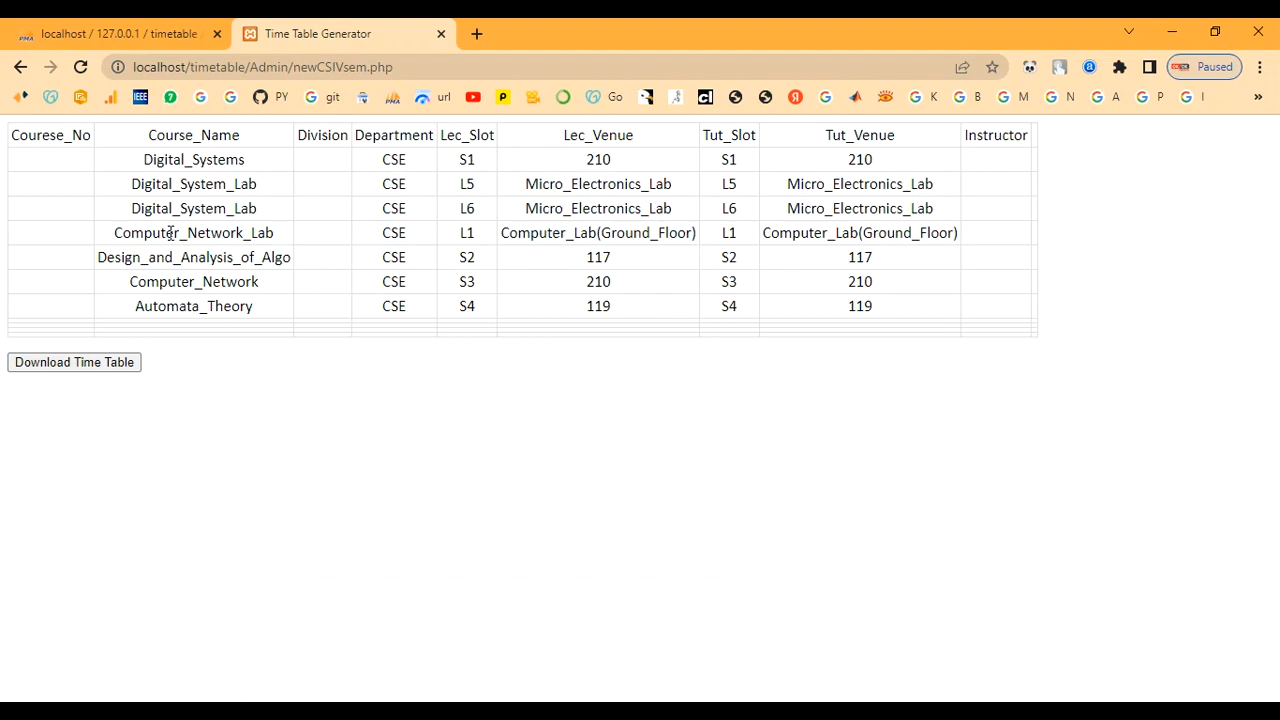 localhost / 127.0.0.1 / timetable
Time Table Generator
localhost/timetable/Admin/newCSIVsem.php
Paused
IEEE
PY
git
PMA
url
Go
K
B
M
N
A
P
I
»
Courese_No Course_Name Division Department Lec_Slot Lec_Venue Tut_Slot Tut_Venue Instructor
Digital_Systems CSE S1 210 S1 210
Digital_System_Lab CSE L5 Micro_Electronics_Lab L5 Micro_Electronics_Lab
Digital_System_Lab CSE L6 Micro_Electronics_Lab L6 Micro_Electronics_Lab
Computer_Network_Lab CSE L1 Computer_Lab(Ground_Floor) L1 Computer_Lab(Ground_Floor)
Design_and_Analysis_of_Algo CSE S2 117 S2 117
Computer_Network CSE S3 210 S3 210
Automata_Theory CSE S4 119 S4 119
Download Time Table